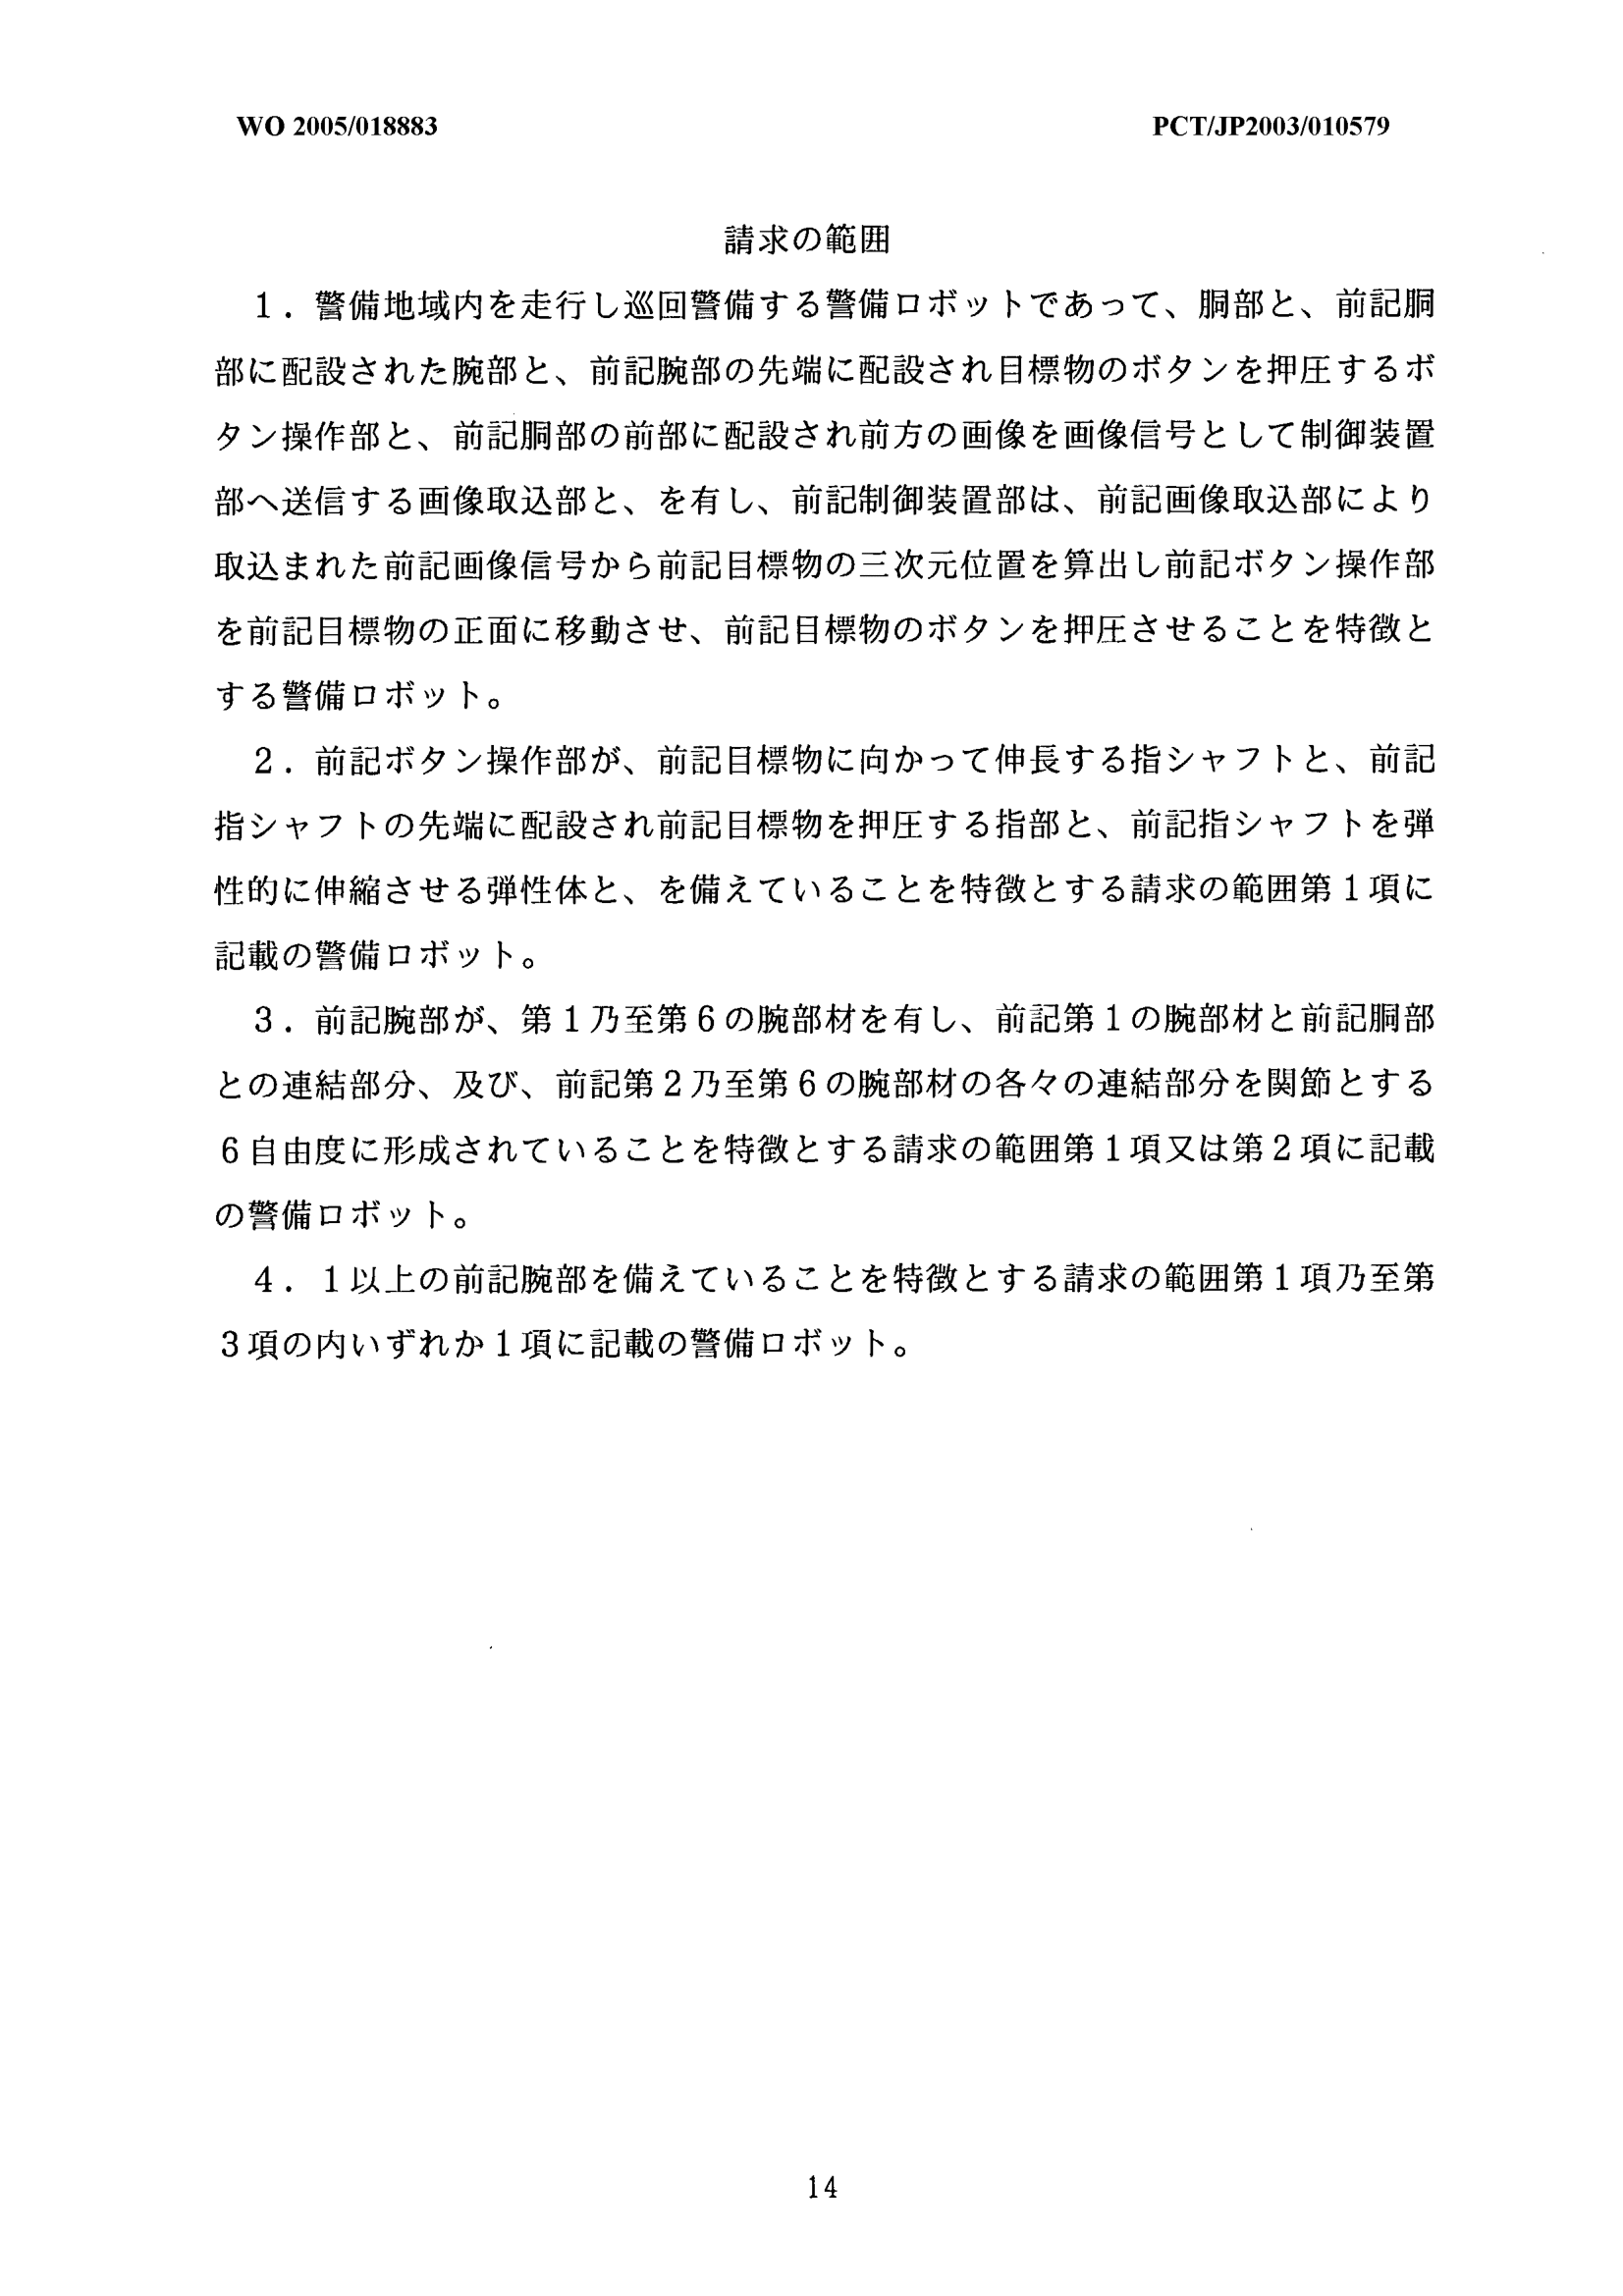 WO 2005/018883
PCT/JP2003/010579
請求の範囲
１．警備地域内を走行し巡回警備する警備ロボットであって、胴部と、前記胴
部に配設された腕部と、前記腕部の先端に配設され目標物のボタンを押圧するボ
タン操作部と、前記胴部の前部に配設され前方の画像を画像信号として制御装置
部へ送信する画像取込部と、を有し、前記制御装置部は、前記画像取込部により
取込まれた前記画像信号から前記目標物の三次元位置を算出し前記ボタン操作部
を前記目標物の正面に移動させ、前記目標物のボタンを押圧させることを特徴と
する警備ロボット。
２．前記ボタン操作部が、前記目標物に向かって伸長する指シャフトと、前記
指シャフトの先端に配設され前記目標物を押圧する指部と、前記指シャフトを弾
性的に伸縮させる弾性体と、を備えていることを特徴とする請求の範囲第１項に
記載の警備ロボット。
３．前記腕部が、第１乃至第６の腕部材を有し、前記第１の腕部材と前記胴部
との連結部分、及び、前記第２乃至第６の腕部材の各々の連結部分を関節とする
６自由度に形成されていることを特徴とする請求の範囲第１項又は第２項に記載
の警備ロボット。
４．１以上の前記腕部を備えていることを特徴とする請求の範囲第１項乃至第
３項の内いずれか１項に記載の警備ロボット。
14